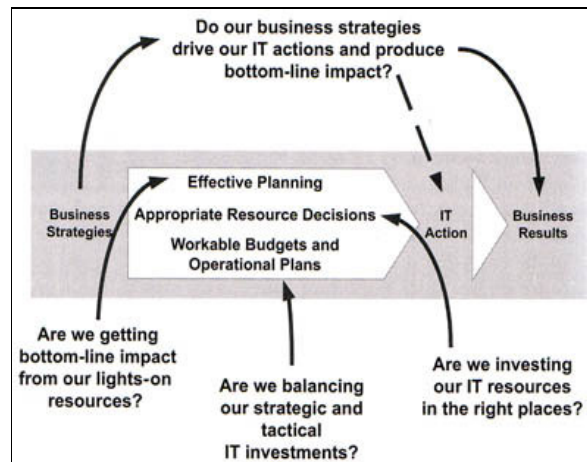 Do our business strategies
drive our IT actions and produce
bottom-line impact?
Effective Planning
Business
Strategies
Appropriate Resource Decisions
IT
Action
Business
Results
Workable Budgets and
Operational Plans
Are we getting
bottom-line impact
from our lights-on
resources?
Are we balancing
our strategic and
tactical
IT investments?
Are we investing
our IT resources
in the right places?